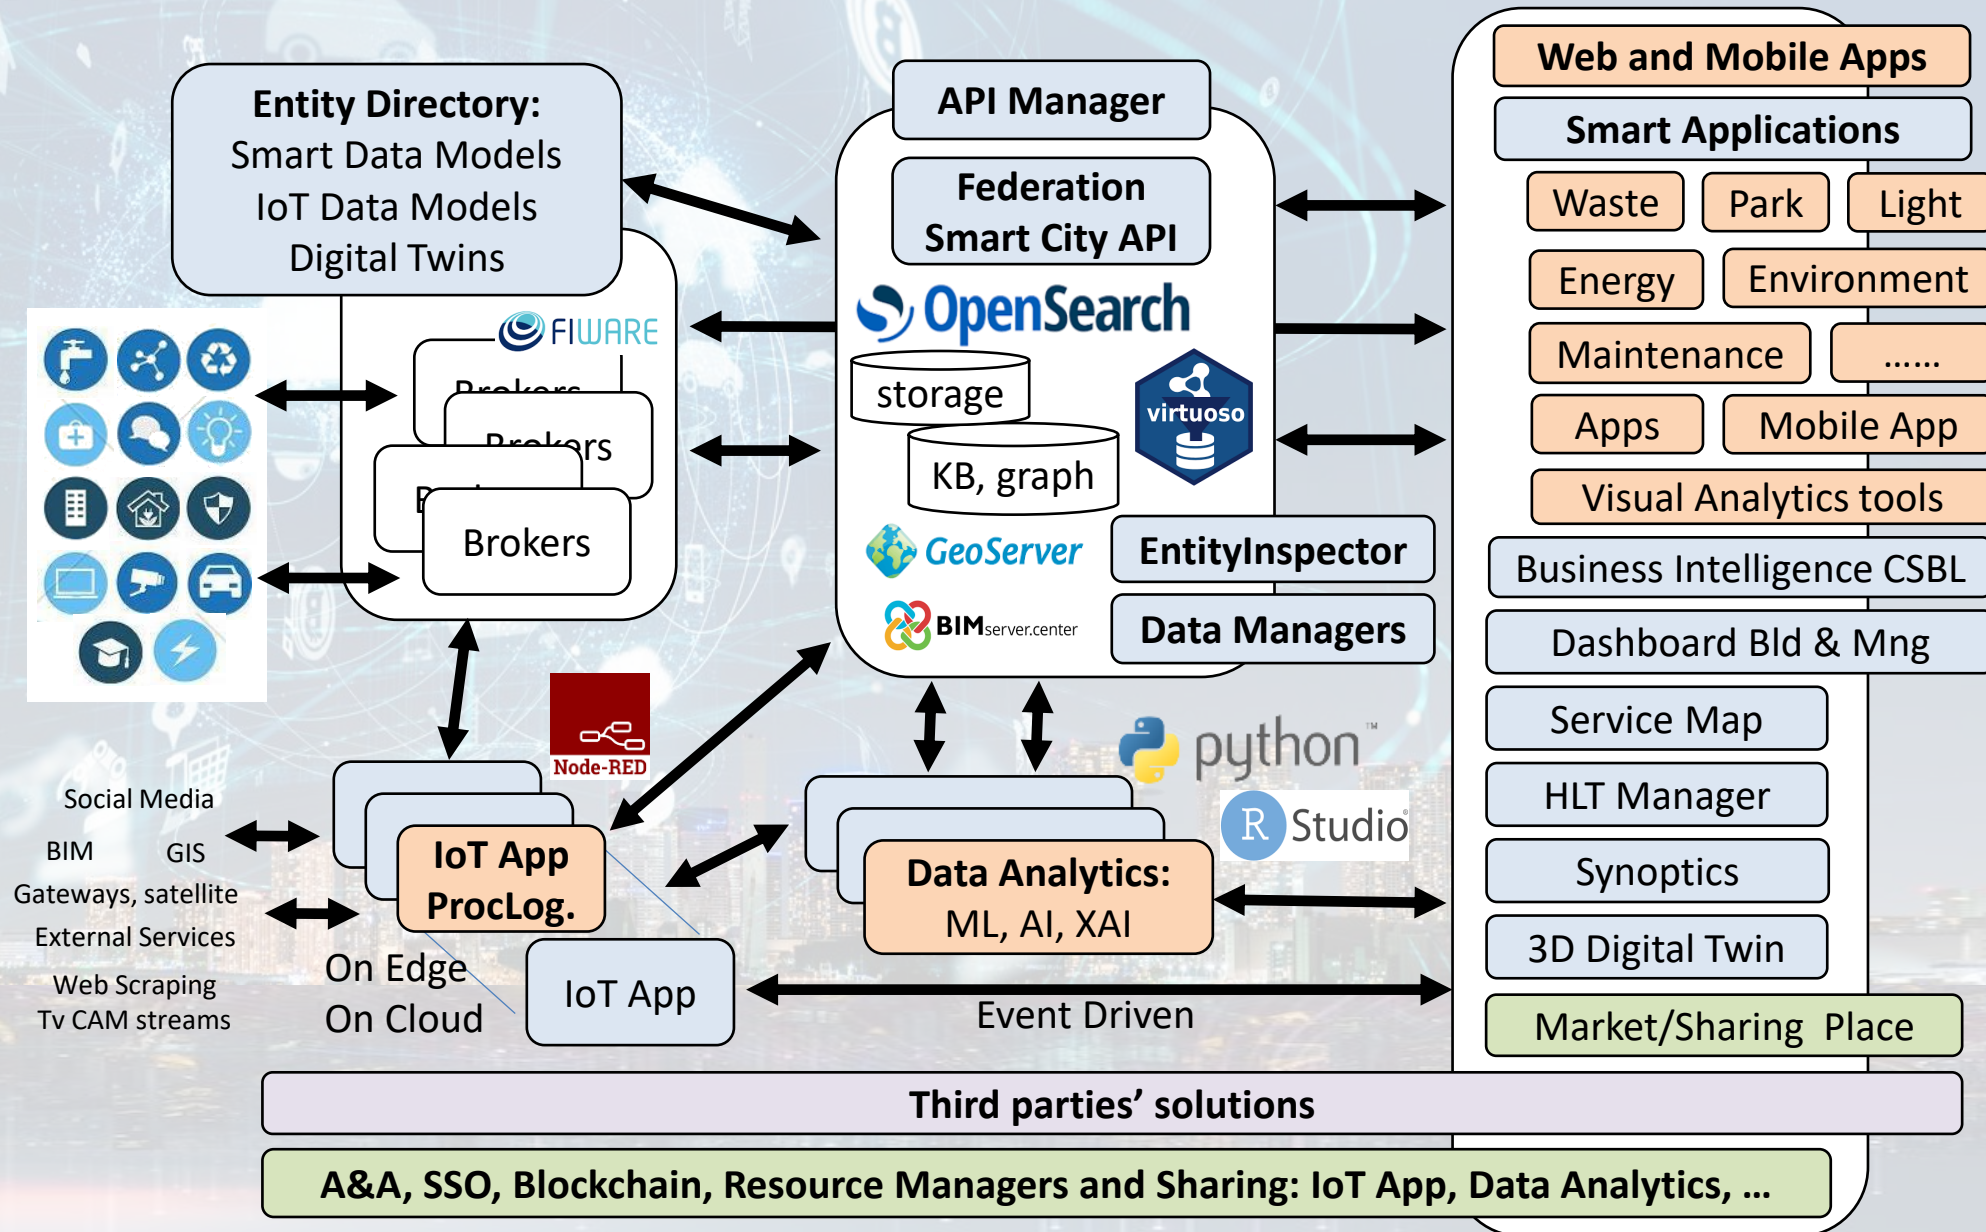 Entity Directory:
Smart Data Models
IoT Data Models
Digital Twins
FIWARE
Brokers
Brokers
Brokers
API Manager
Federation
Smart City API
OpenSearch
storage
KB, graph
virtuoso
GeoServer
BIMserver.center
EntityInspector
Data Managers
Node-RED
python™
R Studio
Social Media
BIM
GIS
Gateways, satellite
External Services
Web Scraping
Tv CAM streams
IoT App
ProcLog.
On Edge
On Cloud
IoT App
Data Analytics:
ML, AI, XAI
Event Driven
Web and Mobile Apps
Smart Applications
Waste
Park
Light
Energy
Environment
Maintenance
……
Apps
Mobile App
Visual Analytics tools
Business Intelligence CSBL
Dashboard Bld & Mng
Service Map
HLT Manager
Synoptics
3D Digital Twin
Market/Sharing Place
Third parties’ solutions
A&A, SSO, Blockchain, Resource Managers and Sharing: IoT App, Data Analytics, ...